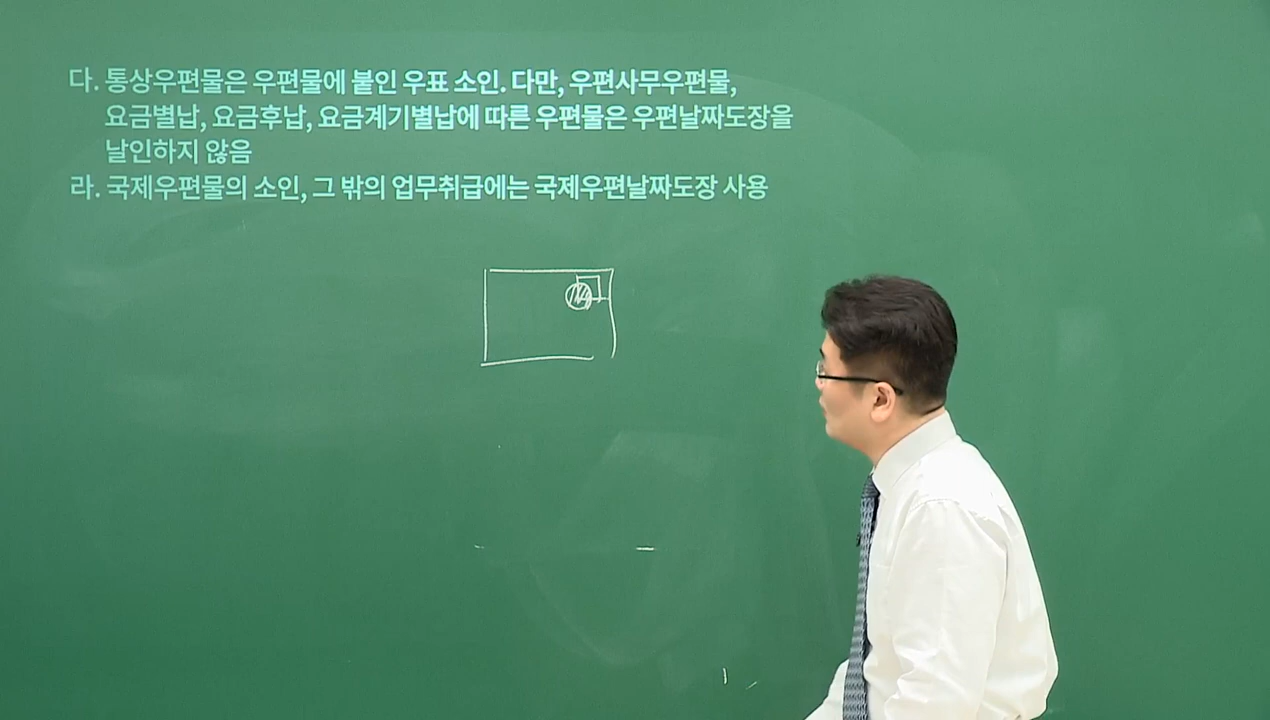 다. 통상우편물은 우편물에 붙인 우표 소인. 다만, 우편사무우편물,
요금별납, 요금후납, 요금계기별납에 따른 우편물은 우편날짜도장을
날인하지 않음
라. 국제우편물의 소인, 그 밖의 업무취급에는 국제우편날짜도장 사용